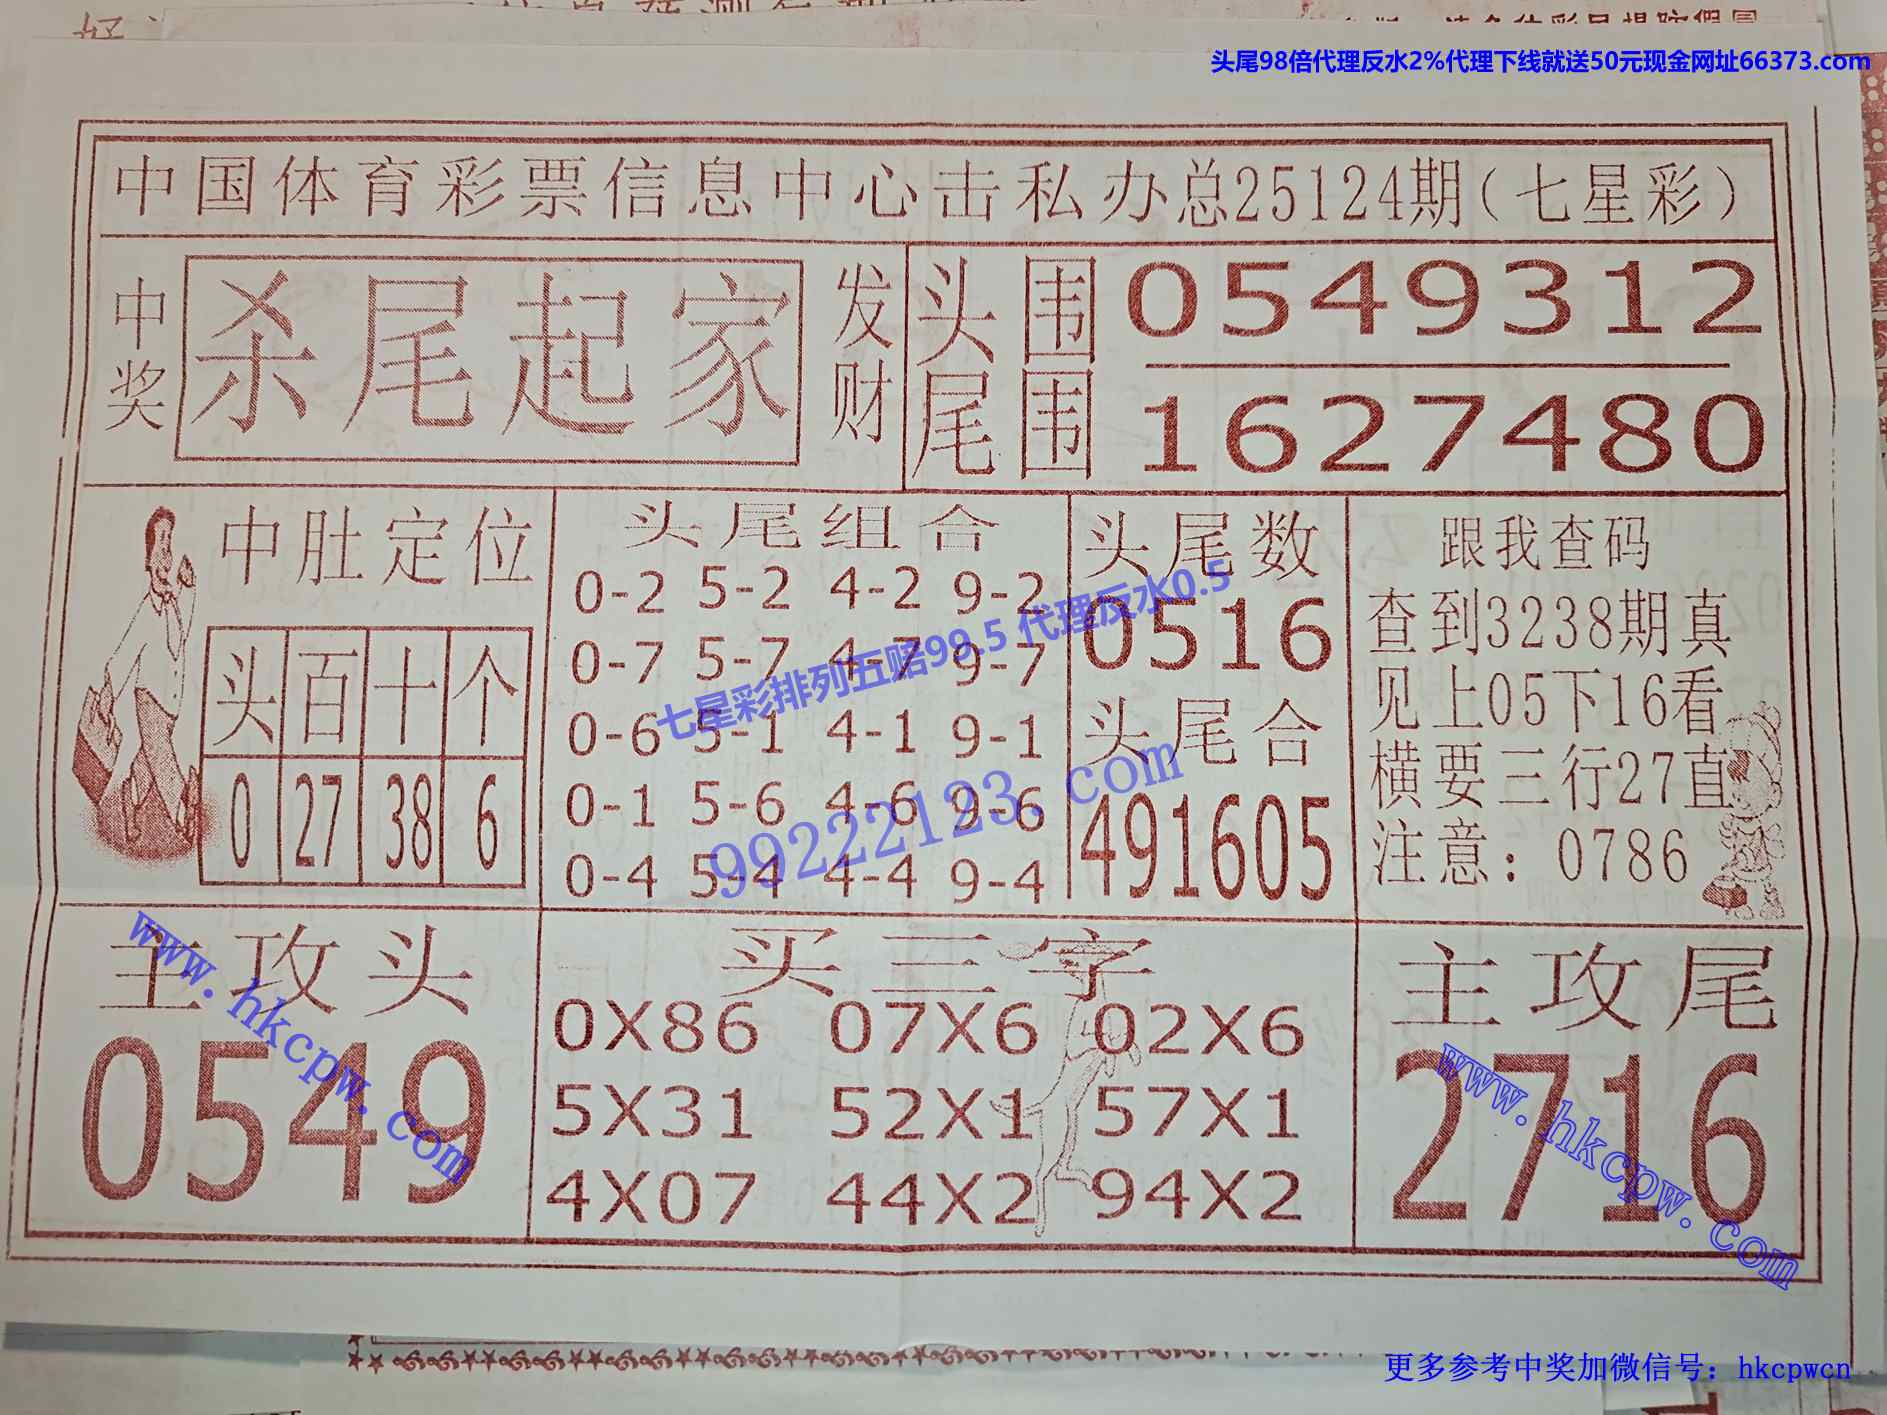 头尾98倍代理反水2%代理下线就送50元现金网址66373.com
中国体育彩票信息中心击私办总25124期(七星彩)
中奖
杀尾起家
发财
头围
0549312
尾围
1627480
中肚定位
头 百 十 个
0 27 38 6
头尾组合
0-2 5-2 4-2 9-2
0-7 5-7 4-7 9-7
0-6 5-1 4-1 9-1
0-1 5-6 4-6 9-6
0-4 5-4 4-4 9-4
头尾数
0516
头尾合
491605
跟我查码
查到3238期真
见上05下16看
横要三行27直
注意：0786
七星彩排列五赔99.5 代理反水0.5
99222123.com
主攻头
0549
www.hkcpw.com
买三字
0X86 07X6 02X6
5X31 52X1 57X1
4X07 44X2 94X2
主攻尾
2716
www.hkcpw.com
更多参考中奖加微信号：hkcpwcn